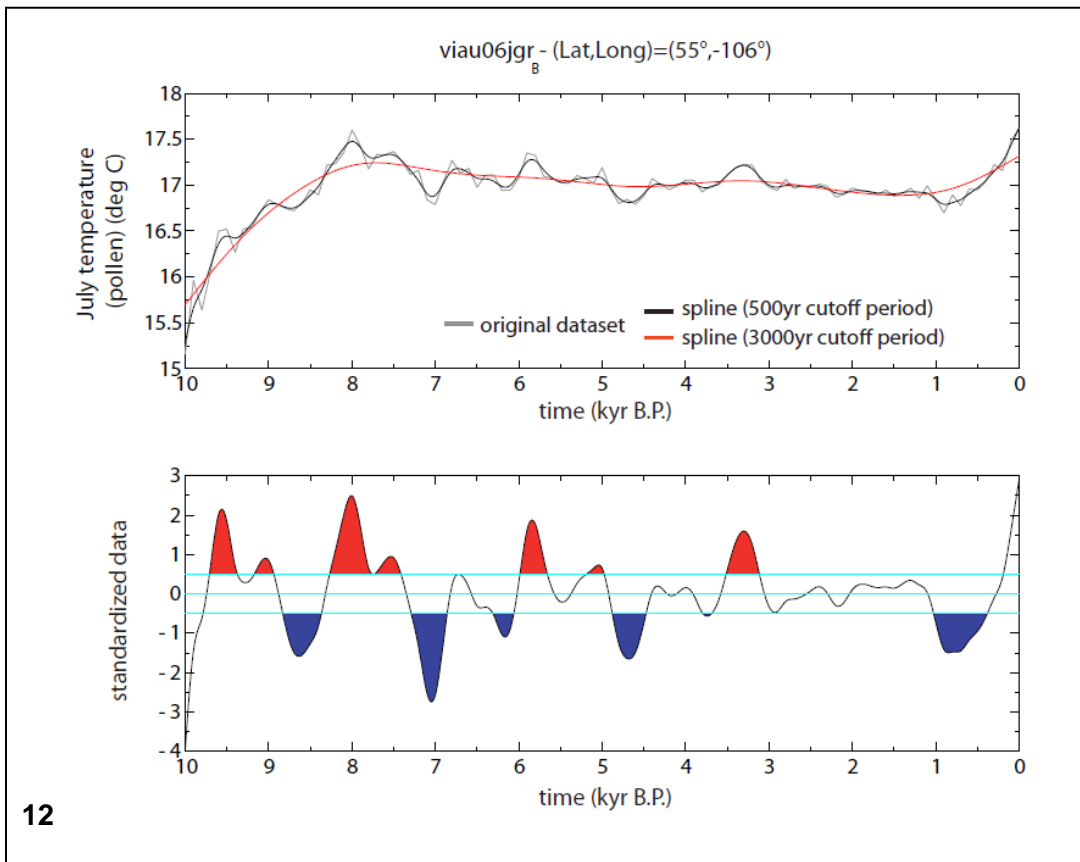 viau06jgr_B - (Lat,Long)=(55°,-106°)
July temperature
(pollen) (deg C)
18
17.5
17
16.5
16
15.5
15
original dataset
spline (500yr cutoff period)
spline (3000yr cutoff period)
10 9 8 7 6 5 4 3 2 1 0
time (kyr B.P.)
standardized data
3
2
1
0
-1
-2
-3
-4
10 9 8 7 6 5 4 3 2 1 0
time (kyr B.P.)
12